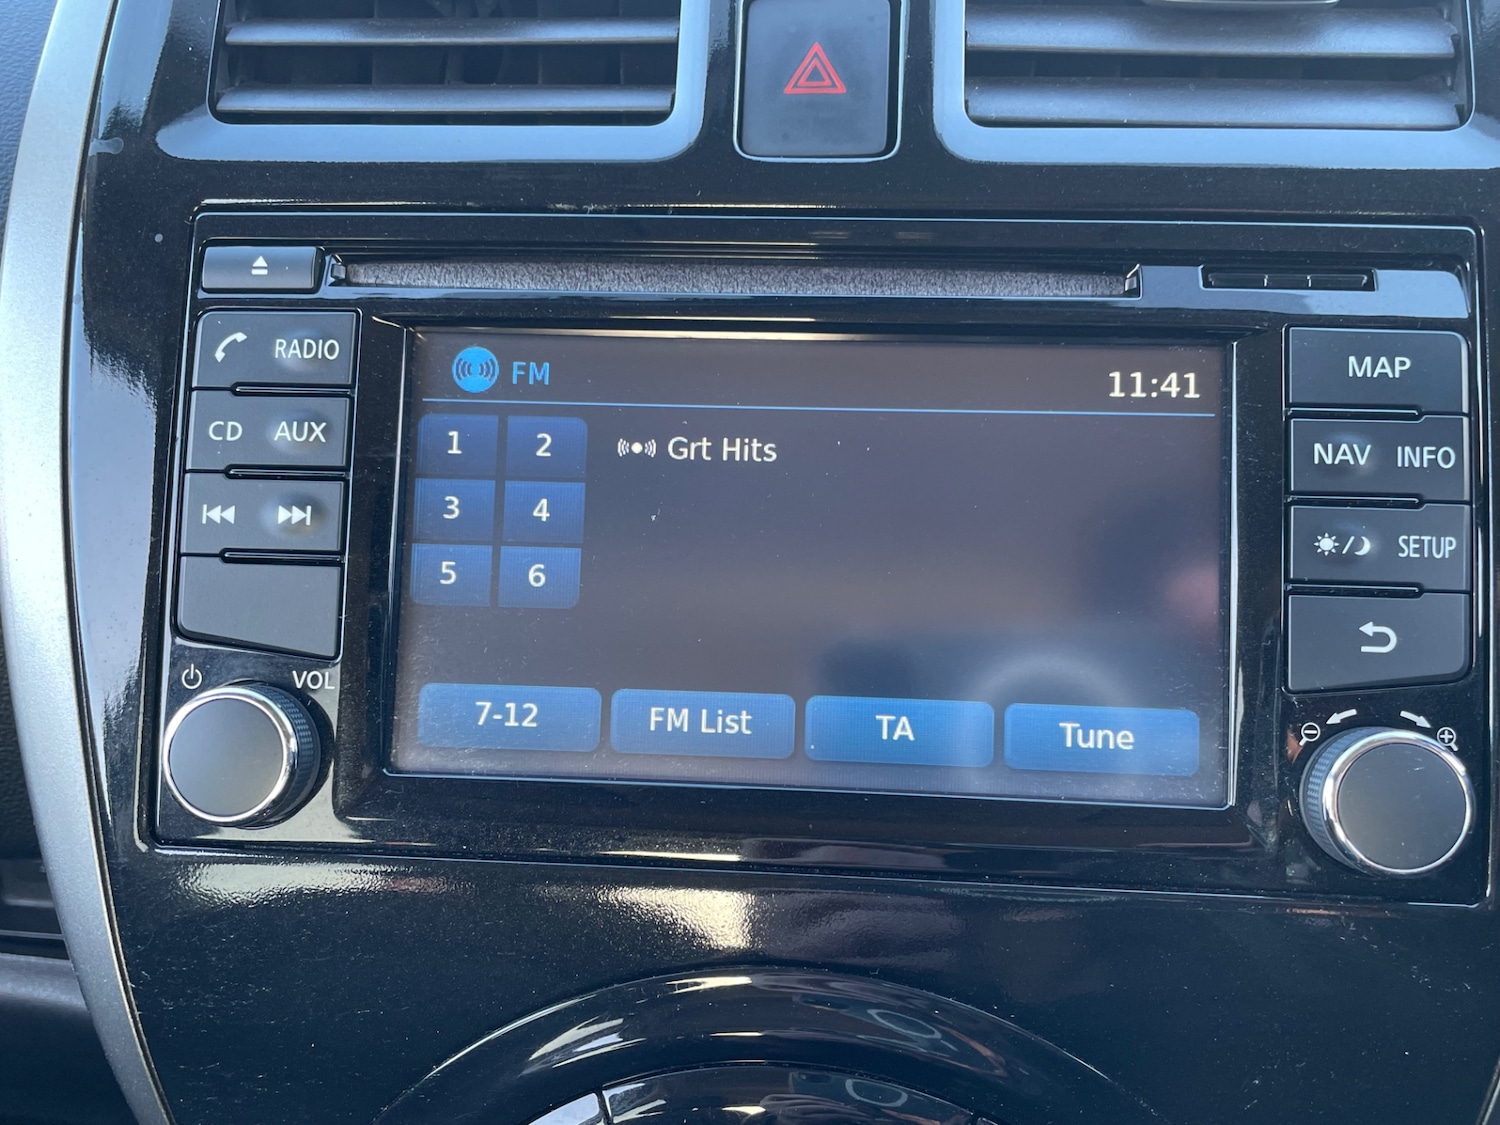 RADIO
CD AUX
VOL
FM
11:41
1 2
Grt Hits
3 4
5 6
7-12 FM List TA Tune
MAP
NAV INFO
SETUP